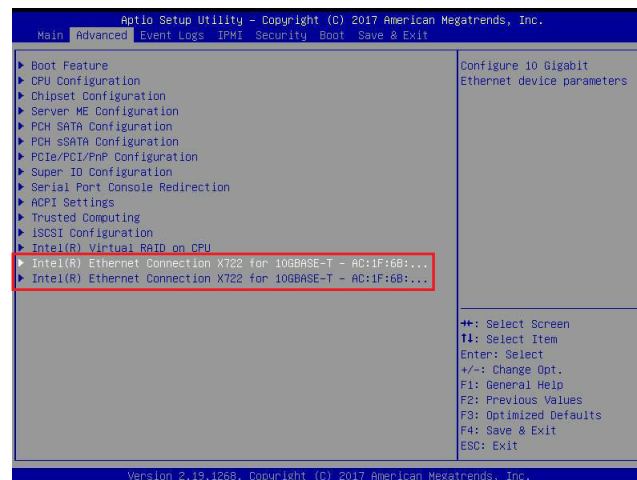 Aptio Setup Utility – Copyright (C) 2017 American Megatrends, Inc.
Main Advanced Event Logs IPMI Security Boot Save & Exit
▶ Boot Feature
▶ CPU Configuration
▶ Chipset Configuration
▶ Server ME Configuration
▶ PCH SATA Configuration
▶ PCH sSATA Configuration
▶ PCIe/PCI/PnP Configuration
▶ Super IO Configuration
▶ Serial Port Console Redirection
▶ ACPI Settings
▶ Trusted Computing
▶ iSCSI Configuration
▶ Intel(R) Virtual RAID on CPU
▶ Intel(R) Ethernet Connection X722 for 10GBASE-T – AC:1F:6B:...
▶ Intel(R) Ethernet Connection X722 for 10GBASE-T – AC:1F:6B:...
Configure 10 Gigabit
Ethernet device parameters
→←: Select Screen
↑↓: Select Item
Enter: Select
+/-: Change Opt.
F1: General Help
F2: Previous Values
F3: Optimized Defaults
F4: Save & Exit
ESC: Exit
Version 2.19.1268. Copyright (C) 2017 American Megatrends, Inc.